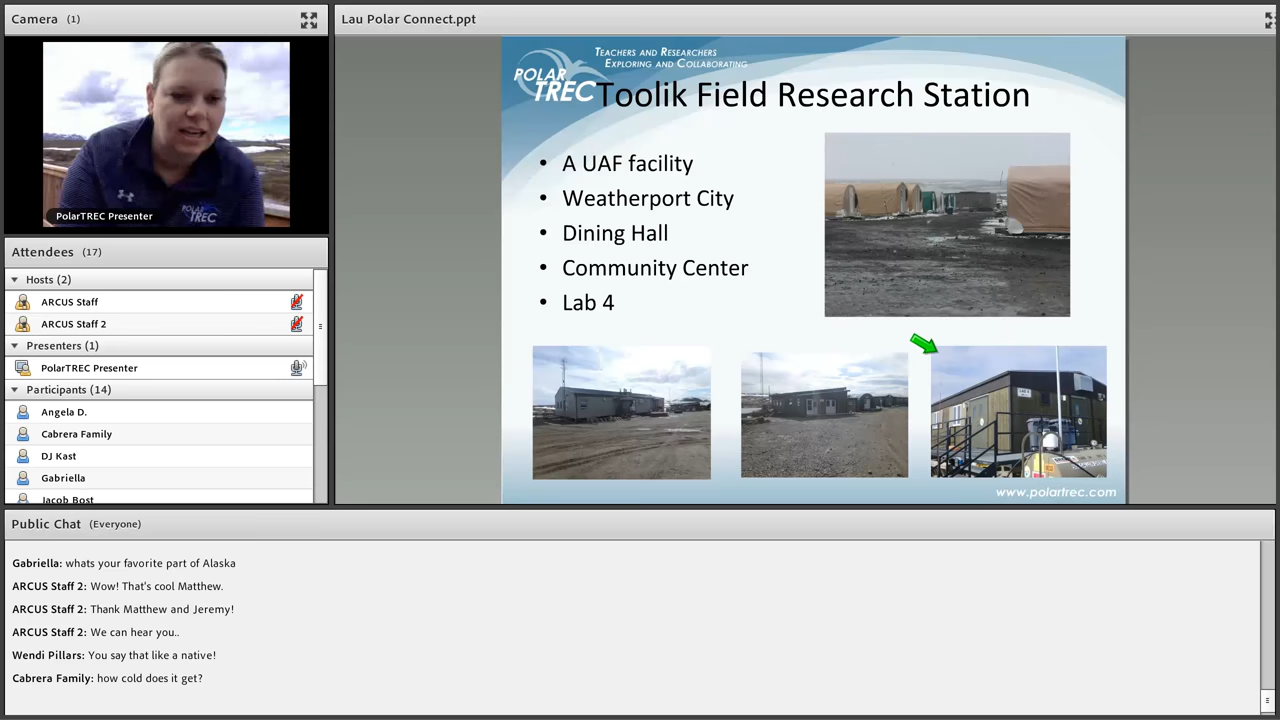 Camera (1)
PolarTREC Presenter
POLAR TREC
Attendees (17)
Hosts (2)
ARCUS Staff
ARCUS Staff 2
Presenters (1)
PolarTREC Presenter
Participants (14)
Angela D.
Cabrera Family
DJ Kast
Gabriella
Jacob Bost
Lau Polar Connect.ppt
TEACHERS AND RESEARCHERS
EXPLORING AND COLLABORATING
POLAR
TREC
Toolik Field Research Station
• A UAF facility
• Weatherport City
• Dining Hall
• Community Center
• Lab 4
www.polartrec.com
Public Chat (Everyone)
Gabriella: whats your favorite part of Alaska
ARCUS Staff 2: Wow! That's cool Matthew.
ARCUS Staff 2: Thank Matthew and Jeremy!
ARCUS Staff 2: We can hear you..
Wendi Pillars: You say that like a native!
Cabrera Family: how cold does it get?